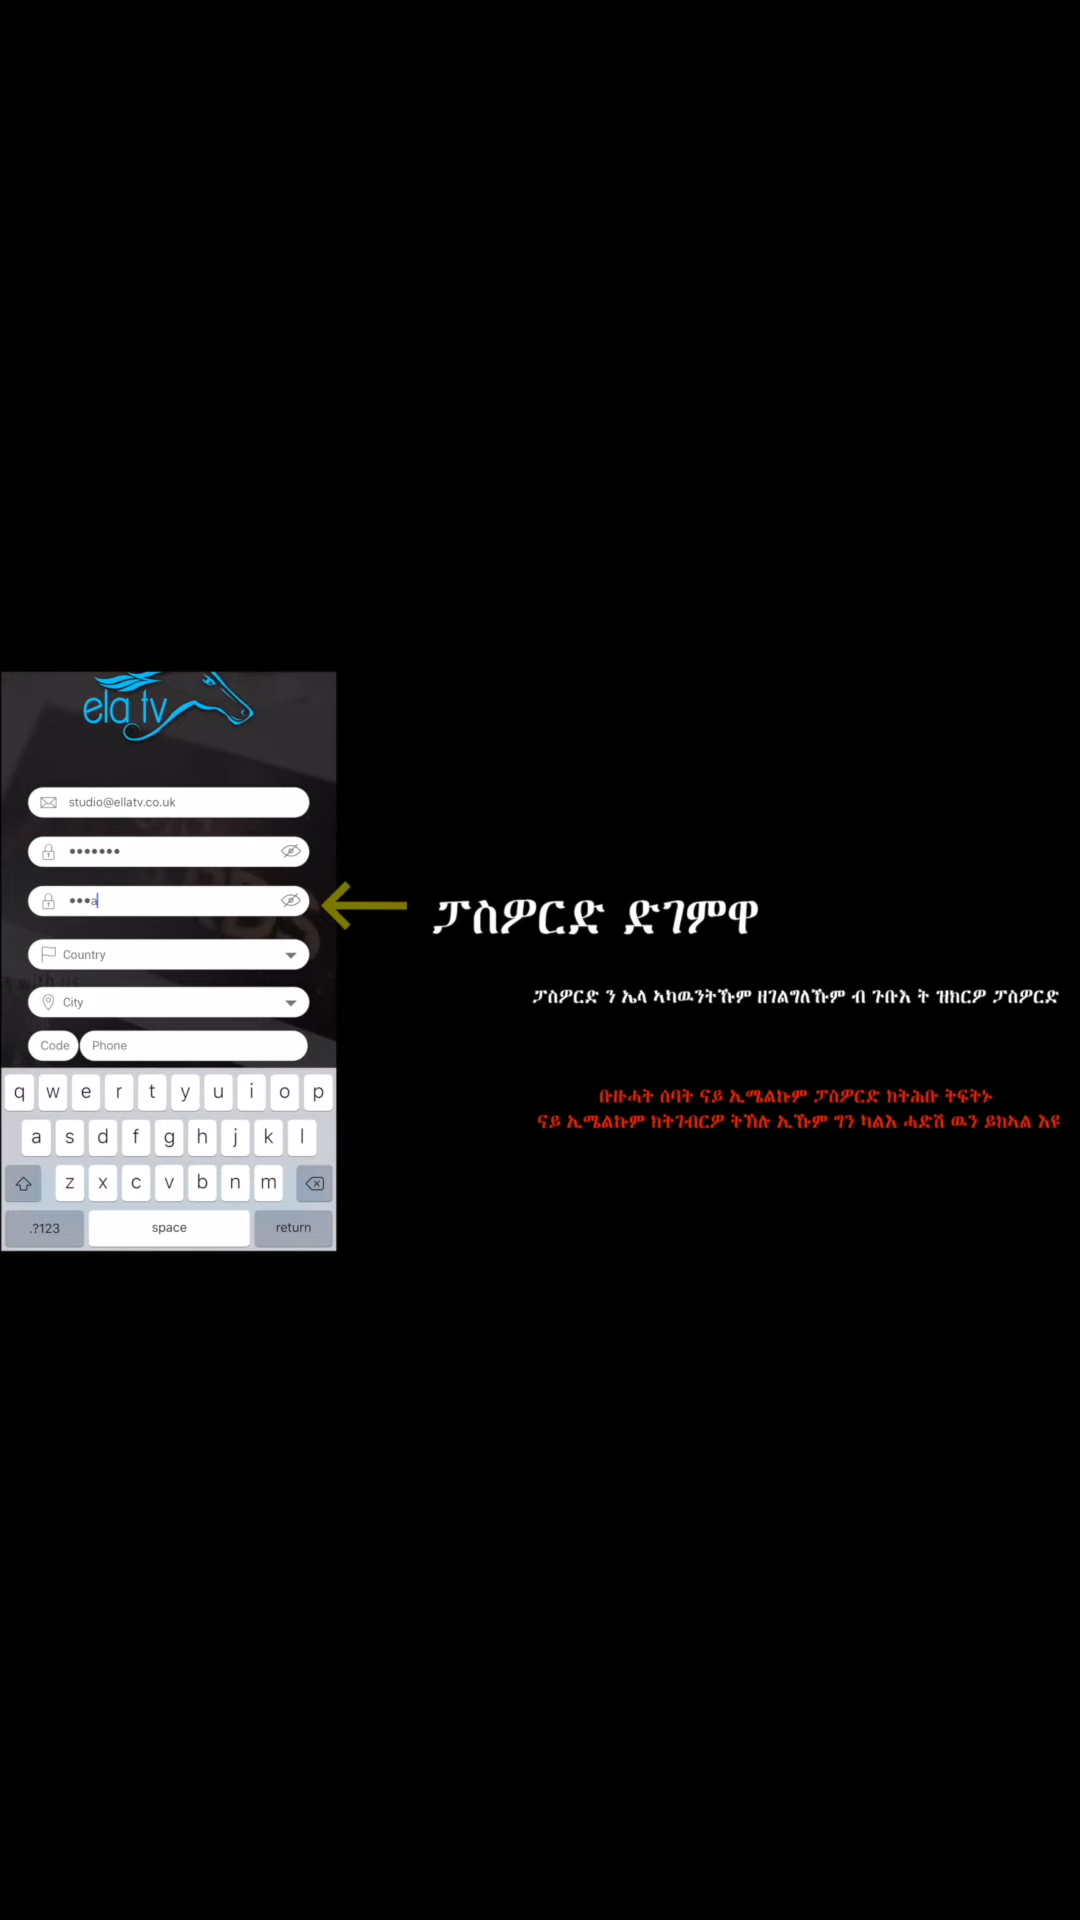 ela tv
studio@ellatv.co.uk
•••••••
•••a
ፓስዎርድ ድገምዋ
Country
ፓስዎርድ ን ኤላ ኣካዉንትኹም ዘገልግለኹም ብ ጉቡእ ት ዝክርዎ ፓስዎርድ
City
Code Phone
ብዙሓት ሰባት ናይ ኢሜልኩም ፓስዎርድ ክትሕቡ ትፍትኑ
ናይ ኢሜልኩም ክትገብርዎ ትኽሉ ኢኹም ግን ካልእ ሓድሽ ዉን ይከኣል እዩ
q w e r t y u i o p
a s d f g h j k l
z x c v b n m
.?123 space return